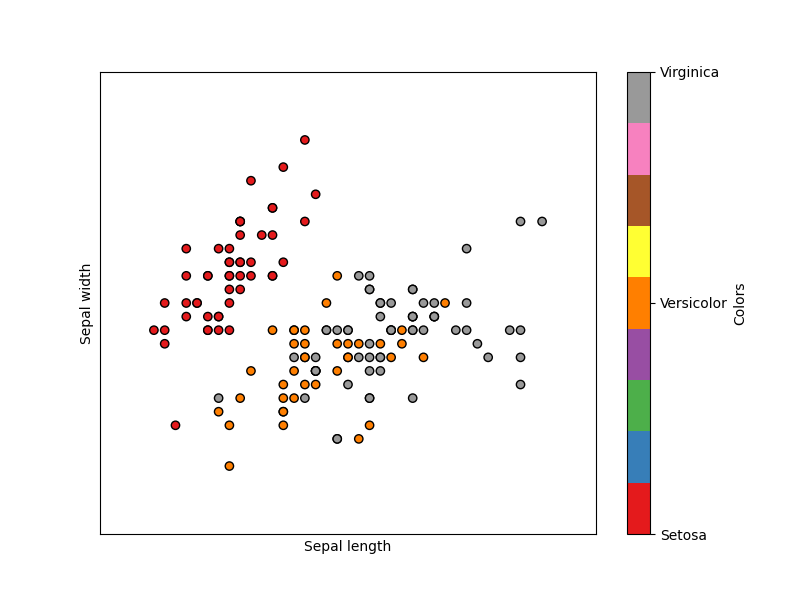 Sepal width
Sepal length
Virginica
Versicolor
Setosa
Colors